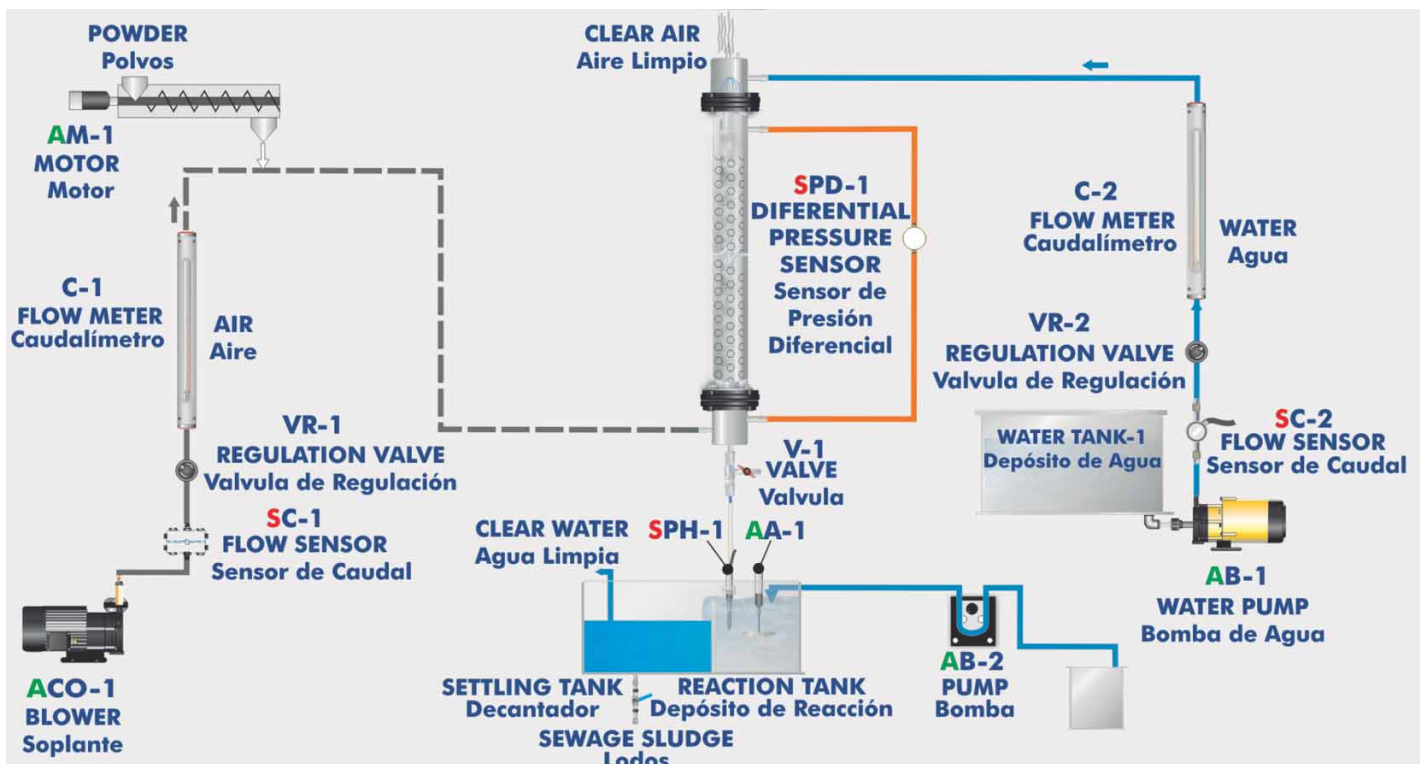 POWDER
Polvos
AM-1
MOTOR
Motor
C-1
FLOW METER
Caudalímetro
AIR
Aire
VR-1
REGULATION VALVE
Valvula de Regulación
SC-1
FLOW SENSOR
Sensor de Caudal
ACO-1
BLOWER
Soplante
CLEAR AIR
Aire Limpio
SPD-1
DIFERENTIAL
PRESSURE
SENSOR
Sensor de
Presión
Diferencial
V-1
VALVE
Valvula
CLEAR WATER
Agua Limpia
SPH-1
AA-1
SETTLING TANK
Decantador
REACTION TANK
Depósito de Reacción
SEWAGE SLUDGE
Lodos
AB-2
PUMP
Bomba
C-2
FLOW METER
Caudalímetro
WATER
Agua
VR-2
REGULATION VALVE
Valvula de Regulación
WATER TANK-1
Depósito de Agua
SC-2
FLOW SENSOR
Sensor de Caudal
AB-1
WATER PUMP
Bomba de Agua